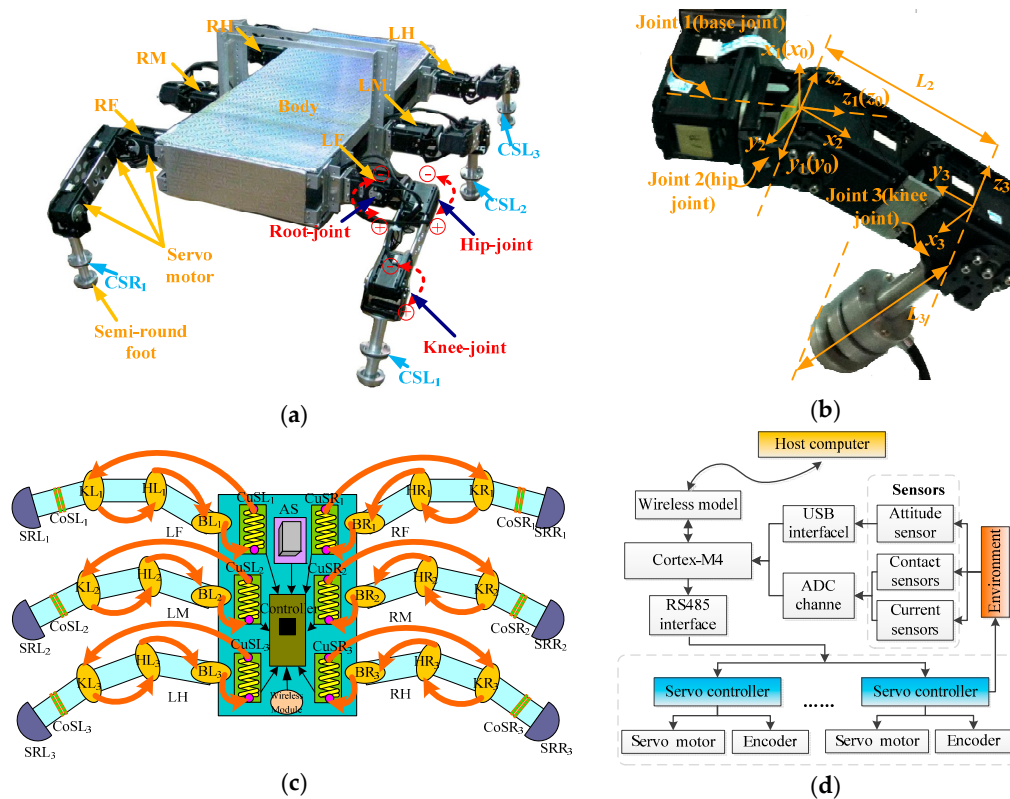 RH
LH
RM
LM
Body
RF
LF
CSL3
CSL2
Root-joint
Hip-joint
Servo
motor
CSR1
Semi-round
foot
Knee-joint
CSL1
(a)
Joint 1(base joint)
x1(x0)
z2
L2
z1(z0)
x2
y2
y1(y0)
Joint 2(hip
joint)
y3
z3
Joint 3(knee
joint)
x3
L3
(b)
KL1
HL1
CuSL1
CuSR1
HR1
KR1
AS
CoSL1
BL1
BR1
CoSR1
SRL1
LF
RF
SRR1
KL2
HL2
CuSL2
CuSR2
HR2
KR2
BL2
Controller
BR2
CoSL2
LM
RM
CoSR2
SRL2
SRR2
KL3
HL3
CuSL3
CuSR3
HR3
KR3
BL3
BR3
CoSL3
LH
Wireless
Module
RH
CoSR3
SRL3
SRR3
(c)
Host computer
Sensors
Wireless model
USB
interfacel
Attitude
sensor
Cortex-M4
Contact
sensors
ADC
channe
Environment
RS485
interface
Current
sensors
Servo controller
......
Servo controller
Servo motor
Encoder
Servo motor
Encoder
(d)